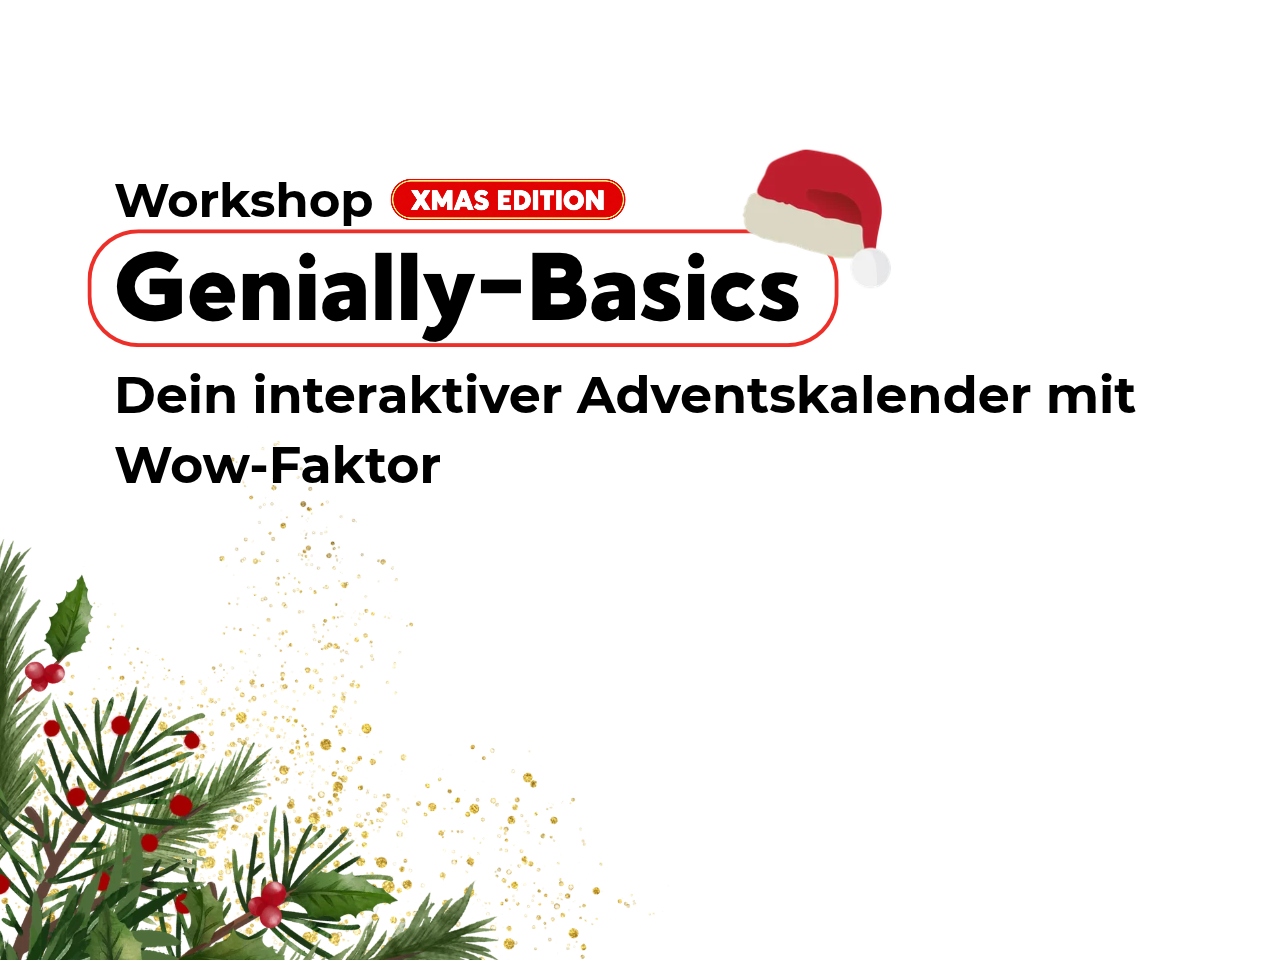 Workshop XMAS EDITION
Genially-Basics
Dein interaktiver Adventskalender mit
Wow-Faktor